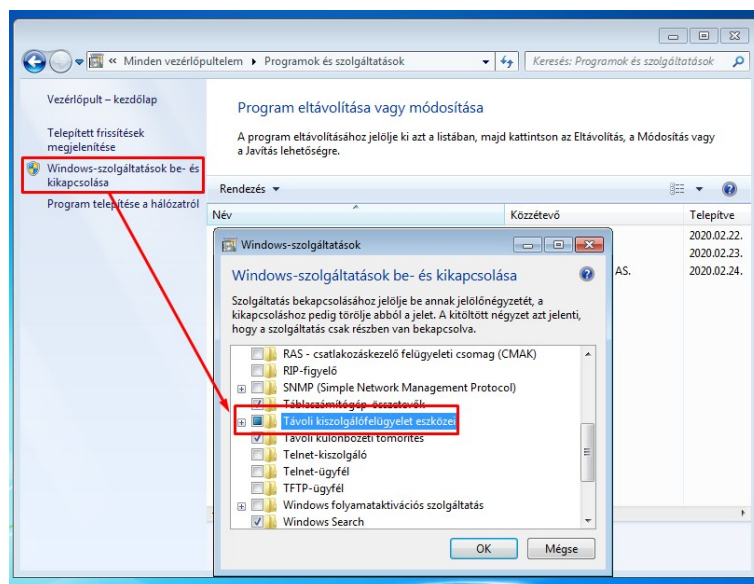 « Minden vezérlőpultelem ▸ Programok és szolgáltatások
Keresés: Programok és szolgáltatások
Vezérlőpult – kezdőlap
Telepített frissítések
megjelenítése
Windows-szolgáltatások be- és
kikapcsolása
Program telepítése a hálózatról
Program eltávolítása vagy módosítása
A program eltávolításához jelölje ki azt a listában, majd kattintson az Eltávolítás, a Módosítás vagy
a Javítás lehetőségre.
Rendezés
Név
Közzétevő
Telepítve
2020.02.22.
2020.02.23.
AS.
2020.02.24.
Windows-szolgáltatások
Windows-szolgáltatások be- és kikapcsolása
Szolgáltatás bekapcsolásához jelölje be annak jelölőnégyzetét, a
kikapcsoláshoz pedig törölje abból a jelet. A kitöltött négyzet azt jelenti,
hogy a szolgáltatás csak részben van bekapcsolva.
RAS - csatlakozáskezelő felügyeleti csomag (CMAK)
RIP-figyelő
SNMP (Simple Network Management Protocol)
Táblaszámítógép-összetevők
Távoli kiszolgálófelügyelet eszközei
Távoli különbözeti tömörítés
Telnet-kiszolgáló
Telnet-ügyfél
TFTP-ügyfél
Windows folyamataktivációs szolgáltatás
Windows Search
OK
Mégse